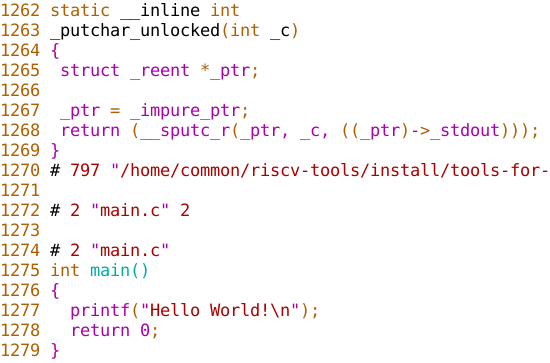 1262 static __inline int
1263 _putchar_unlocked(int _c)
1264 {
1265  struct _reent *_ptr;
1266
1267  _ptr = _impure_ptr;
1268  return (__sputc_r(_ptr, _c, ((_ptr)->_stdout)));
1269 }
1270 # 797 "/home/common/riscv-tools/install/tools-for-
1271
1272 # 2 "main.c" 2
1273
1274 # 2 "main.c"
1275 int main()
1276 {
1277   printf("Hello World!\n");
1278   return 0;
1279 }